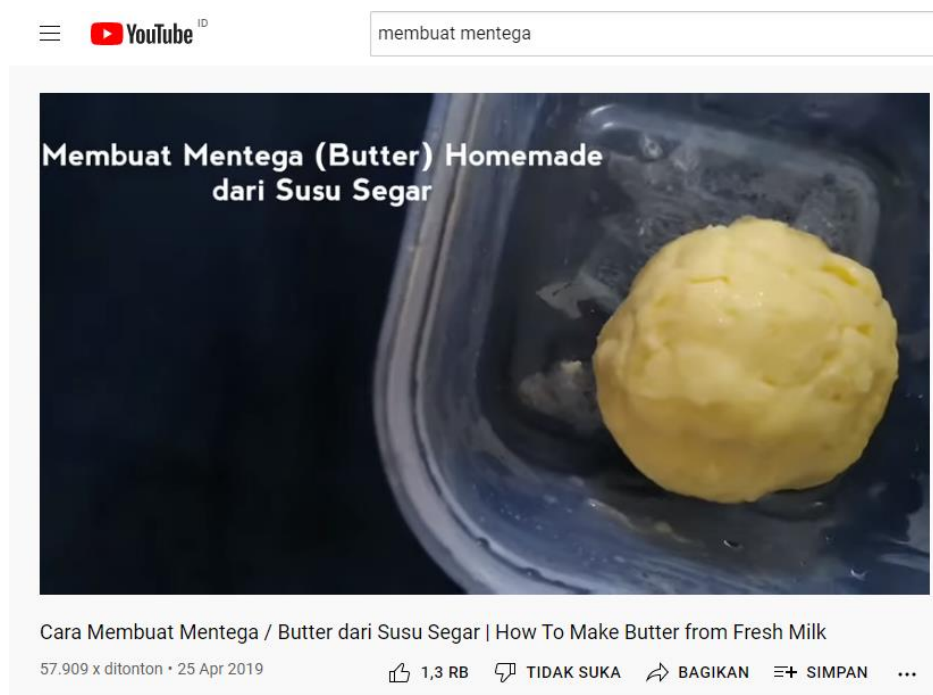 YouTube ID
membuat mentega
Membuat Mentega (Butter) Homemade
dari Susu Segar
Cara Membuat Mentega / Butter dari Susu Segar | How To Make Butter from Fresh Milk
57.909 x ditonton • 25 Apr 2019
1,3 RB TIDAK SUKA BAGIKAN SIMPAN